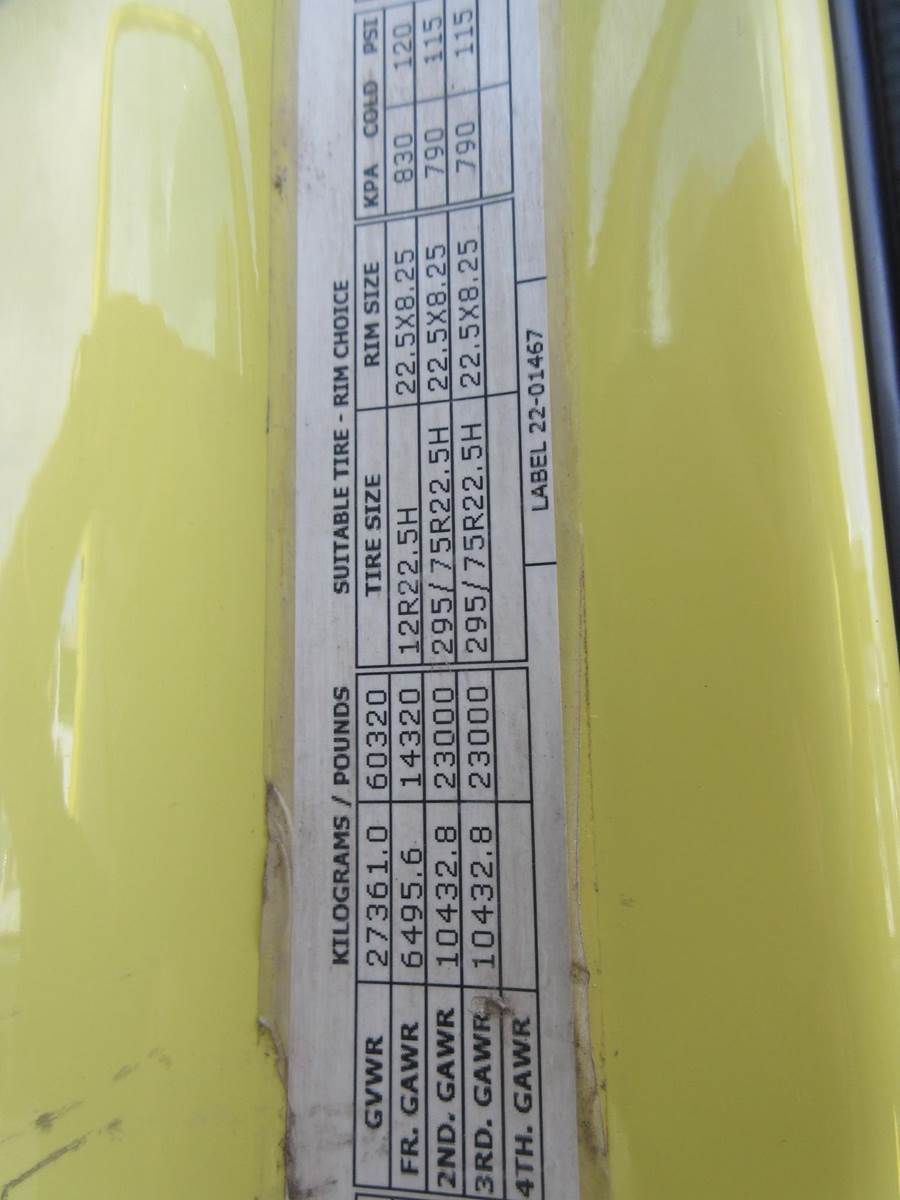 KILOGRAMS / POUNDS SUITABLE TIRE - RIM CHOICE
TIRE SIZE RIM SIZE KPA COLD PSI
GVWR 27361.0 60320
FR. GAWR 6495.6 14320 12R22.5H 22.5X8.25 830 120
2ND. GAWR 10432.8 23000 295/75R22.5H 22.5X8.25 790 115
3RD. GAWR 10432.8 23000 295/75R22.5H 22.5X8.25 790 115
4TH. GAWR
LABEL 22-01467